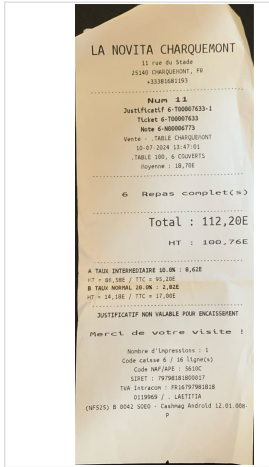 LA NOVITA CHARQUEMONT
11 rue du Stade
25140 CHARQUEMONT, FR
+33381681193
Num 11
Justificatif 6-T00007633-1
Ticket 6-T00007633
Note 6-N00006773
Vente - .TABLE CHARQUEMONT
10-07-2024 13:47:01
.TABLE 100, 6 COUVERTS
Moyenne : 18,70E
6 Repas complet(s)
Total : 112,20E
HT : 100,76E
A TAUX INTERMEDIAIRE 10.0% : 8,62E
HT = 86,58E / TTC = 95,20E
B TAUX NORMAL 20.0% : 2,82E
HT = 14,18E / TTC = 17,00E
JUSTIFICATIF NON VALABLE POUR ENCAISSEMENT
Merci de votre visite !
Nombre d'impressions : 1
Code caisse 6 / 16 ligne(s)
Code NAF/APE : 5610C
SIRET : 79798181800017
TVA Intracom : FR16797981818
0119969 / . LAETITIA
(NF525) B 0042 SOE0 - Cashmag Android 12.01.008-
P